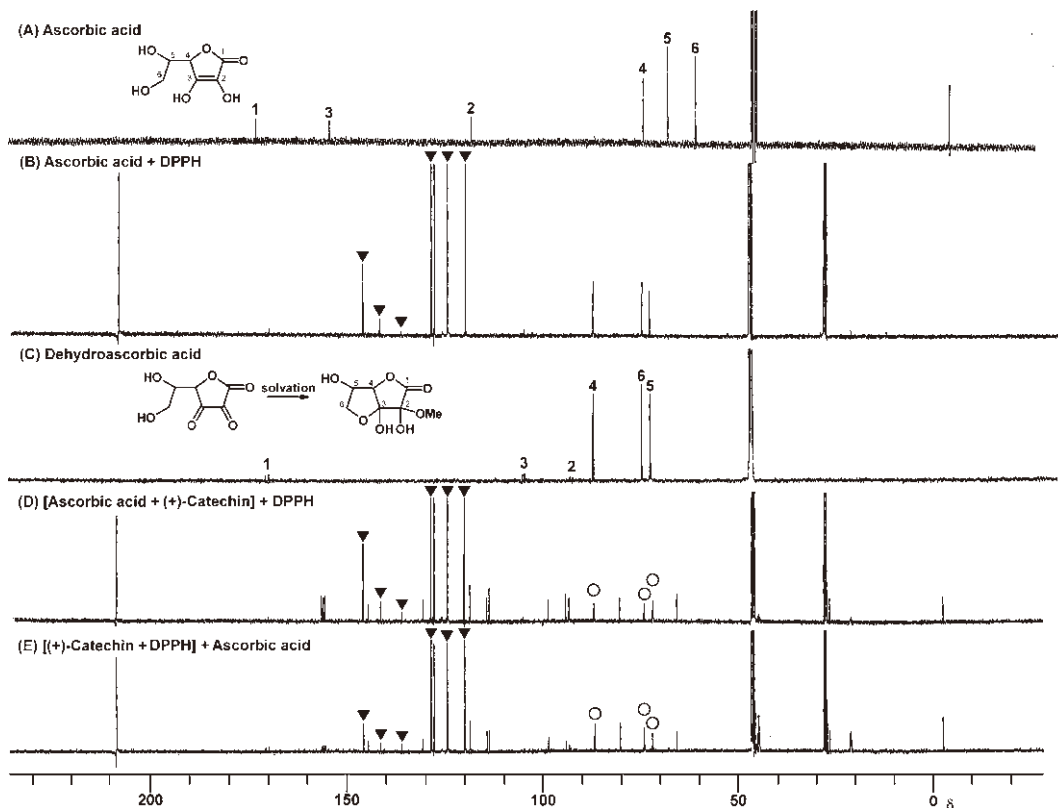 (A) Ascorbic acid
HO 5 4 O 1 O
6
HO 3 2
HO OH
1
3
2
4
5
6
(B) Ascorbic acid + DPPH
(C) Dehydroascorbic acid
HO O O
HO
O O
solvation
HO 5 4 O 1 O
6 3 2 OMe
O OH OH
1
3
2
4
6
5
(D) [Ascorbic acid + (+)-Catechin] + DPPH
(E) [(+)-Catechin + DPPH] + Ascorbic acid
200 150 100 50 0 δ